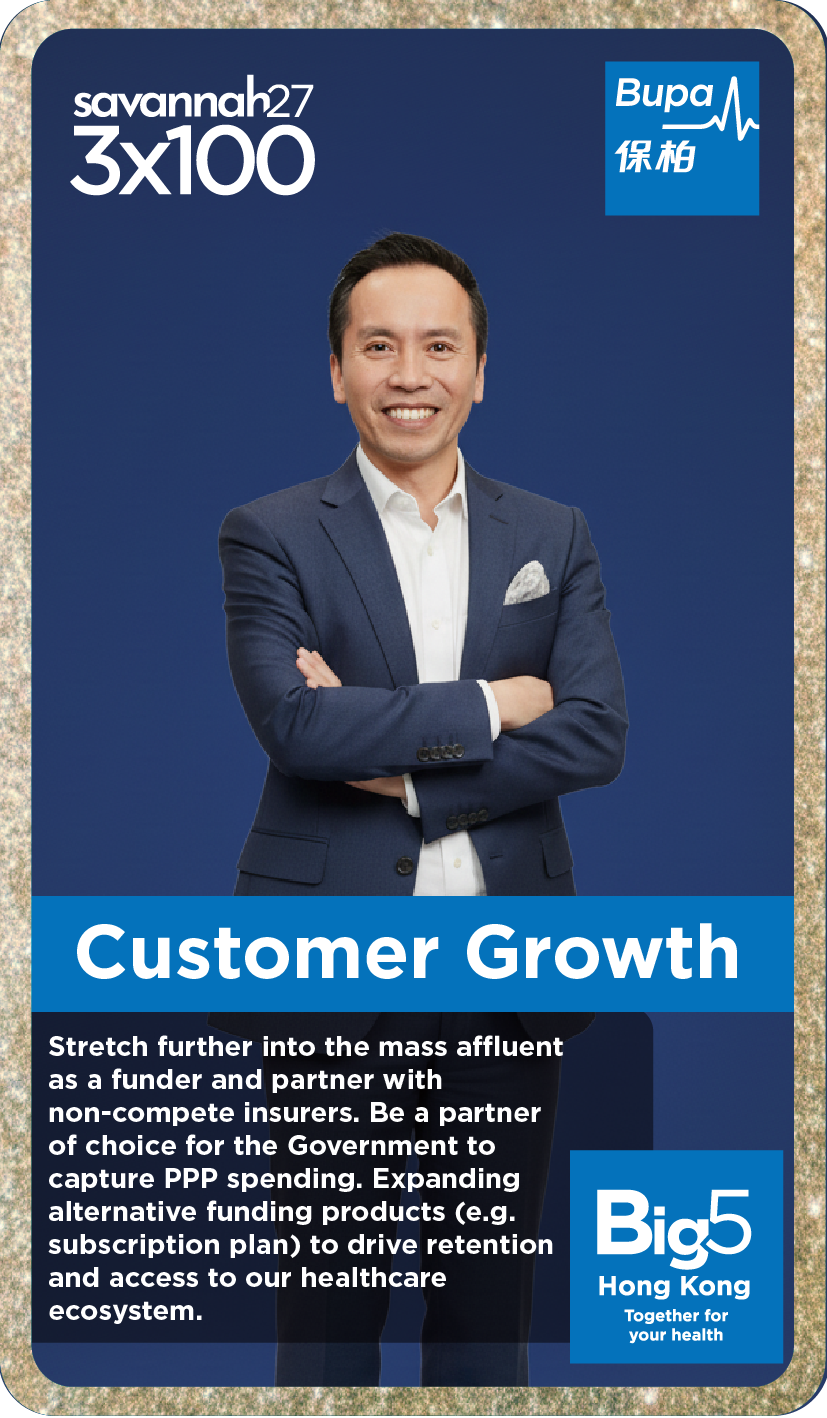 savannah27
3x100
Bupa
保柏
Customer Growth
Stretch further into the mass affluent
as a funder and partner with
non-compete insurers. Be a partner
of choice for the Government to
capture PPP spending. Expanding
alternative funding products (e.g.
subscription plan) to drive retention
and access to our healthcare
ecosystem.
Big5
Hong Kong
Together for
your health